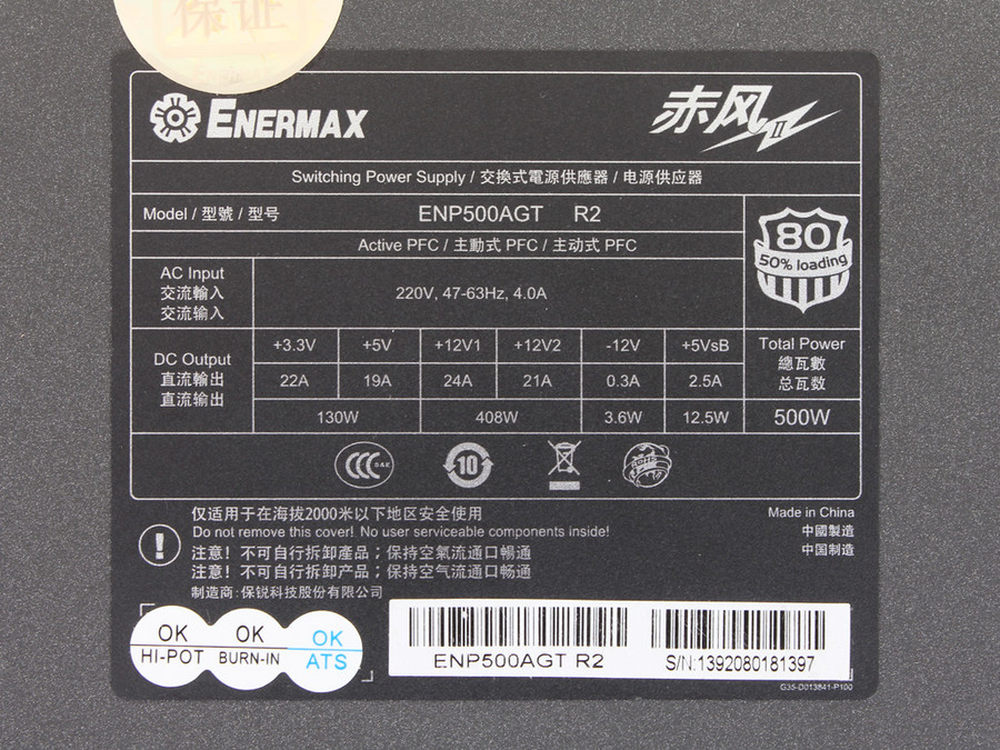 保证
ENERMAX
赤风 II
Switching Power Supply / 交換式電源供應器 / 电源供应器
Model / 型號 / 型号 ENP500AGT R2
80
50% loading
Active PFC / 主動式 PFC / 主动式 PFC
AC Input
交流輸入
交流输入
220V, 47-63Hz, 4.0A
DC Output
直流輸出
直流输出
+3.3V +5V +12V1 +12V2 -12V +5VsB
22A 19A 24A 21A 0.3A 2.5A
130W 408W 3.6W 12.5W
Total Power
總瓦數
总瓦数
500W
CCC S&E
10
RoHS
仅适用于在海拔2000米以下地区安全使用
Do not remove this cover! No user serviceable components inside!
注意！不可自行拆卸產品；保持空氣流通口暢通
注意！不可自行拆卸产品；保持空气流通口畅通
制造商：保锐科技股份有限公司
Made in China
中國製造
中国制造
OK
HI-POT
OK
BURN-IN
OK
ATS
ENP500AGT R2
S/N:1392080181397
G35-D013841-P100